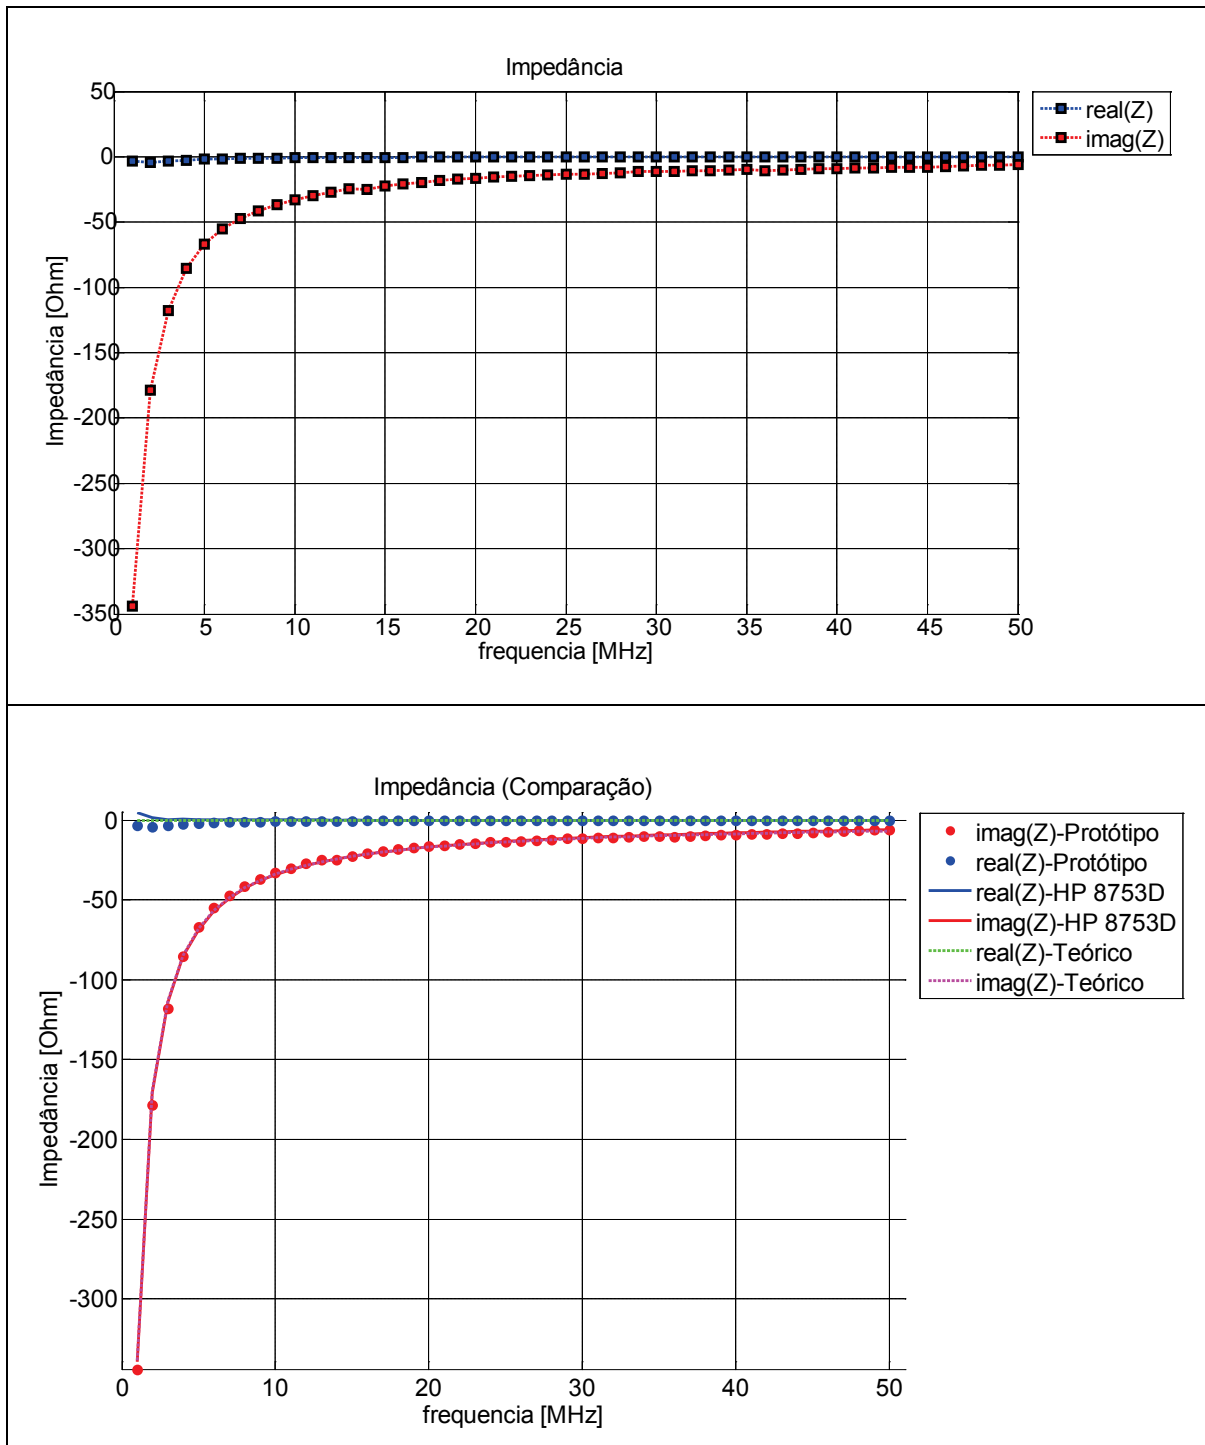 Impedância
50
0
-50
-100
-150
-200
-250
-300
-350
Impedância [Ohm]
0 5 10 15 20 25 30 35 40 45 50
frequencia [MHz]
real(Z)
imag(Z)
Impedância (Comparação)
0
-50
-100
-150
-200
-250
-300
Impedância [Ohm]
0 10 20 30 40 50
frequencia [MHz]
imag(Z)-Protótipo
real(Z)-Protótipo
real(Z)-HP 8753D
imag(Z)-HP 8753D
real(Z)-Teórico
imag(Z)-Teórico